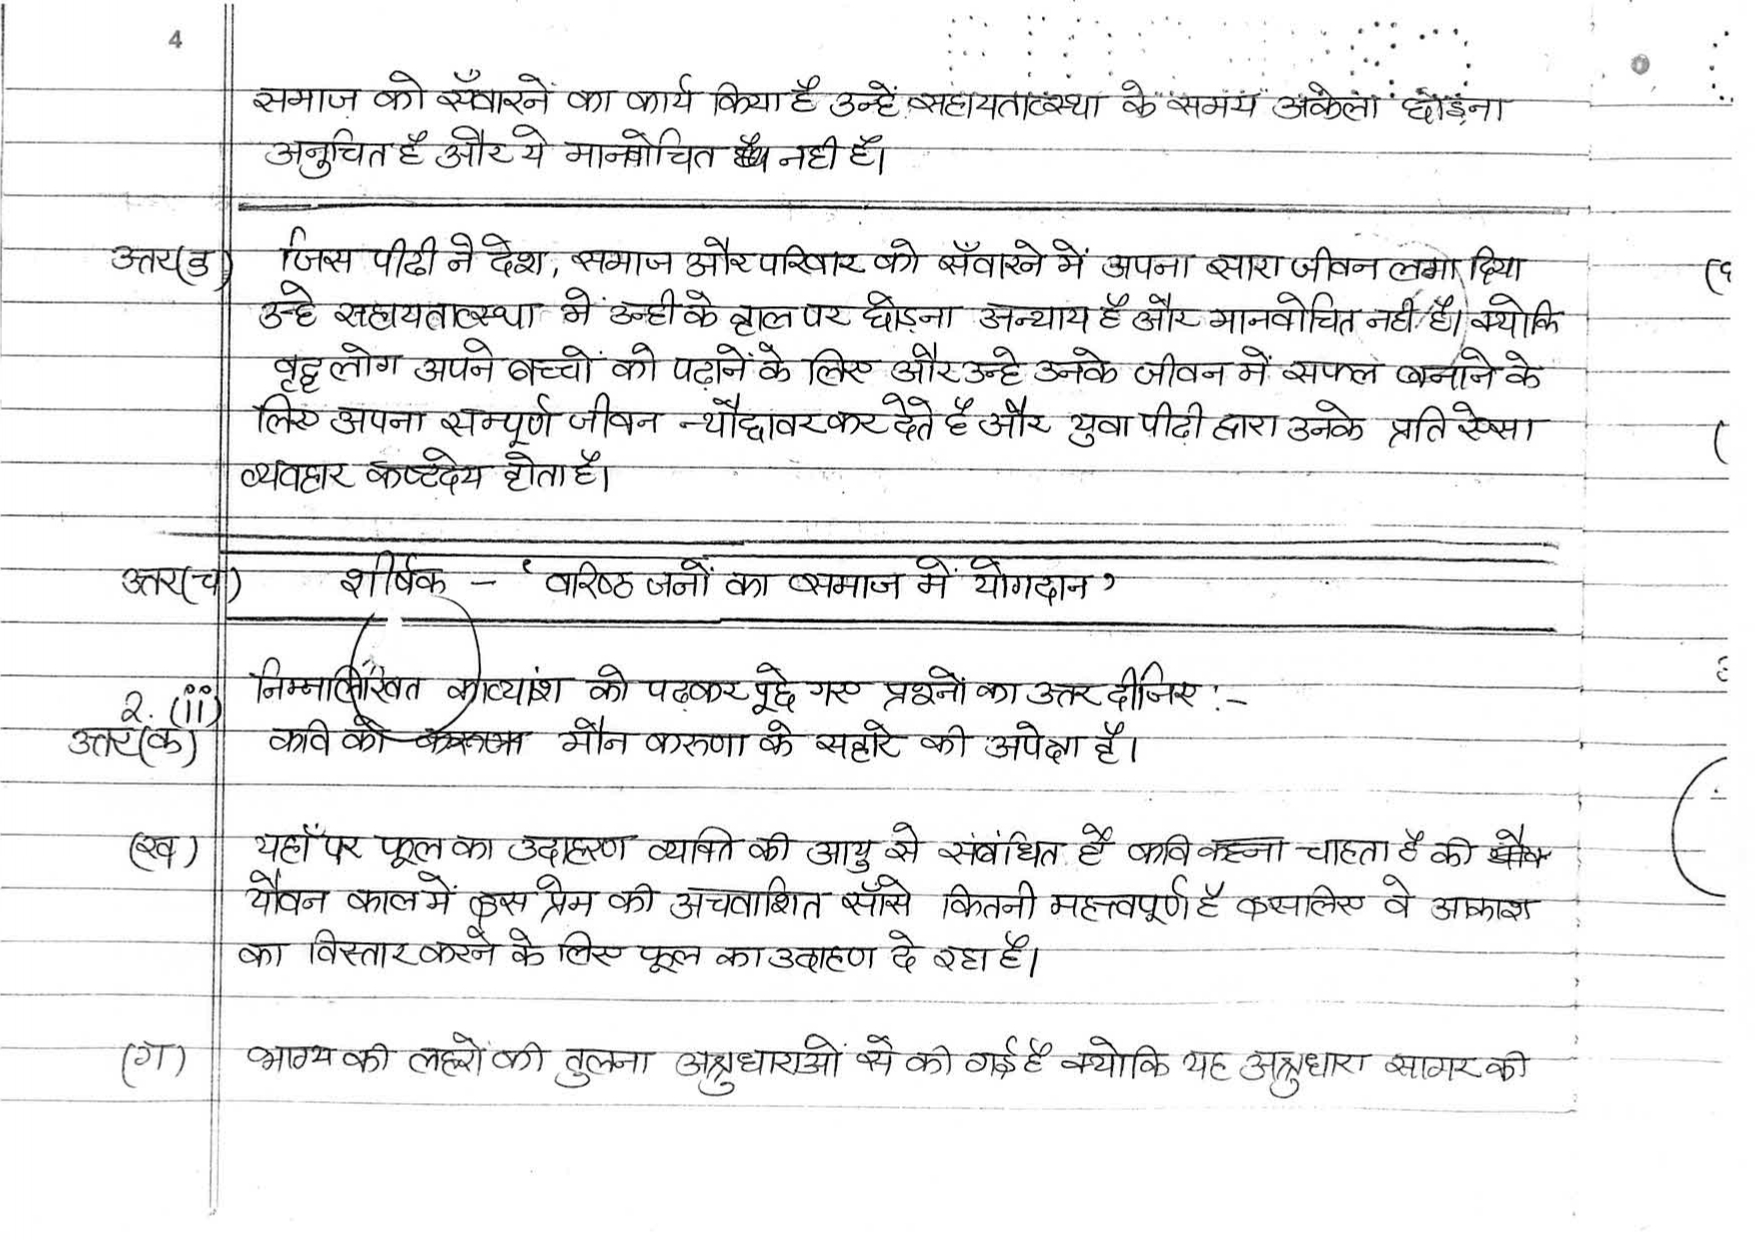 4
समाज को सँवारनें का कार्य किया है उन्हें सहायतावस्था के समय अकेला छोड़ना
अनुचित है और ये मानवोचित नही है।
उत्तर(ड) जिस पीढी ने देश, समाज और परिवार को सँवारने में अपना सारा जीवन लगा दिया
उन्हे सहायतावस्था में उन्ही के हाल पर छोड़ना अन्याय है और मानवोचित नही है। क्योकि
वृद्ध लोग अपने बच्चों को पढ़ानें के लिए और उन्हे उनके जीवन में सफल बनाने के
लिए अपना सम्पूर्ण जीवन न्यौछावर कर देते है और युवा पीढ़ी द्वारा उनके प्रति ऐसा
व्यवहार कष्टदेय होता है।
उत्तर(च) शीर्षक - ‘वरिष्ठ जनों का समाज में योगदान’
2. (ii) निम्नालिखित काव्यांश को पढ़कर पूछे गए प्रश्नों का उत्तर दीजिए :-
उत्तर(क) कवि को मौन करुणा के सहारे की अपेक्षा है।
(ख) यहाँ पर फूल का उदाहरण व्यक्ति की आयु से संबंधित है कवि कहना चाहता है की
यौवन काल में इस प्रेम की अचवाशित साँसे कितनी महत्त्वपूर्ण है इसलिए वे आकाश
का विस्तार करने के लिए फूल का उदाहण दे रहा है।
(ग) भाग्य की लहरों की तुलना अश्रुधाराओं से की गई है क्योकि यह अश्रुधारा सागर की